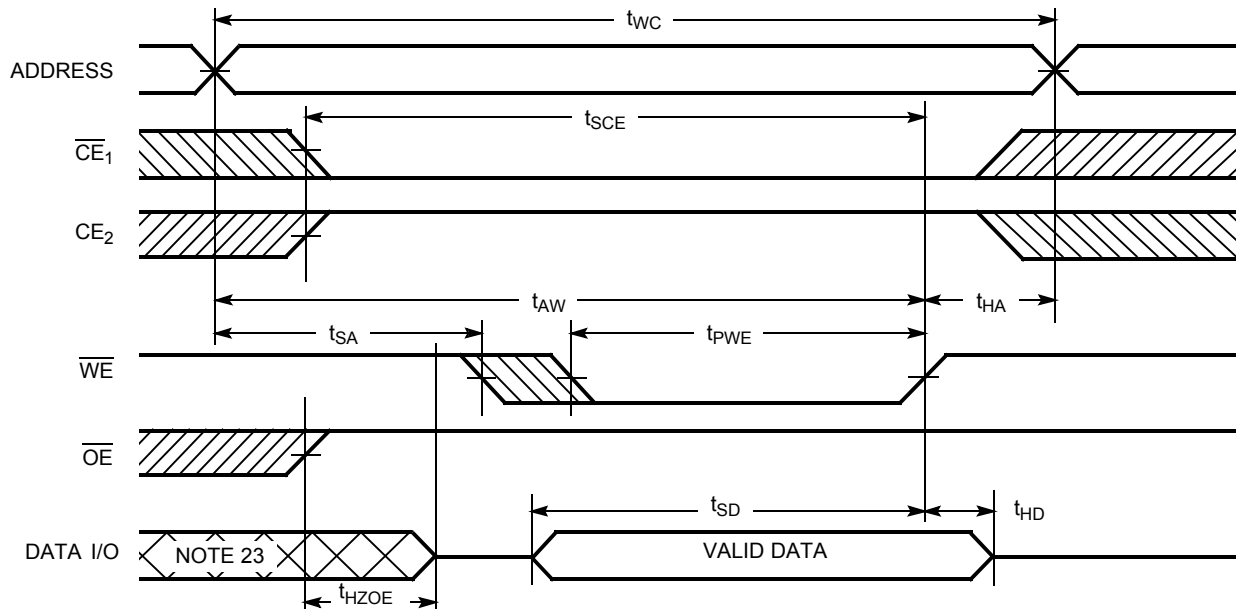 tWC
ADDRESS
tSCE
CE1
CE2
tAW
tHA
tSA
tPWE
WE
OE
tSD
tHD
DATA I/O
NOTE 23
VALID DATA
tHZOE